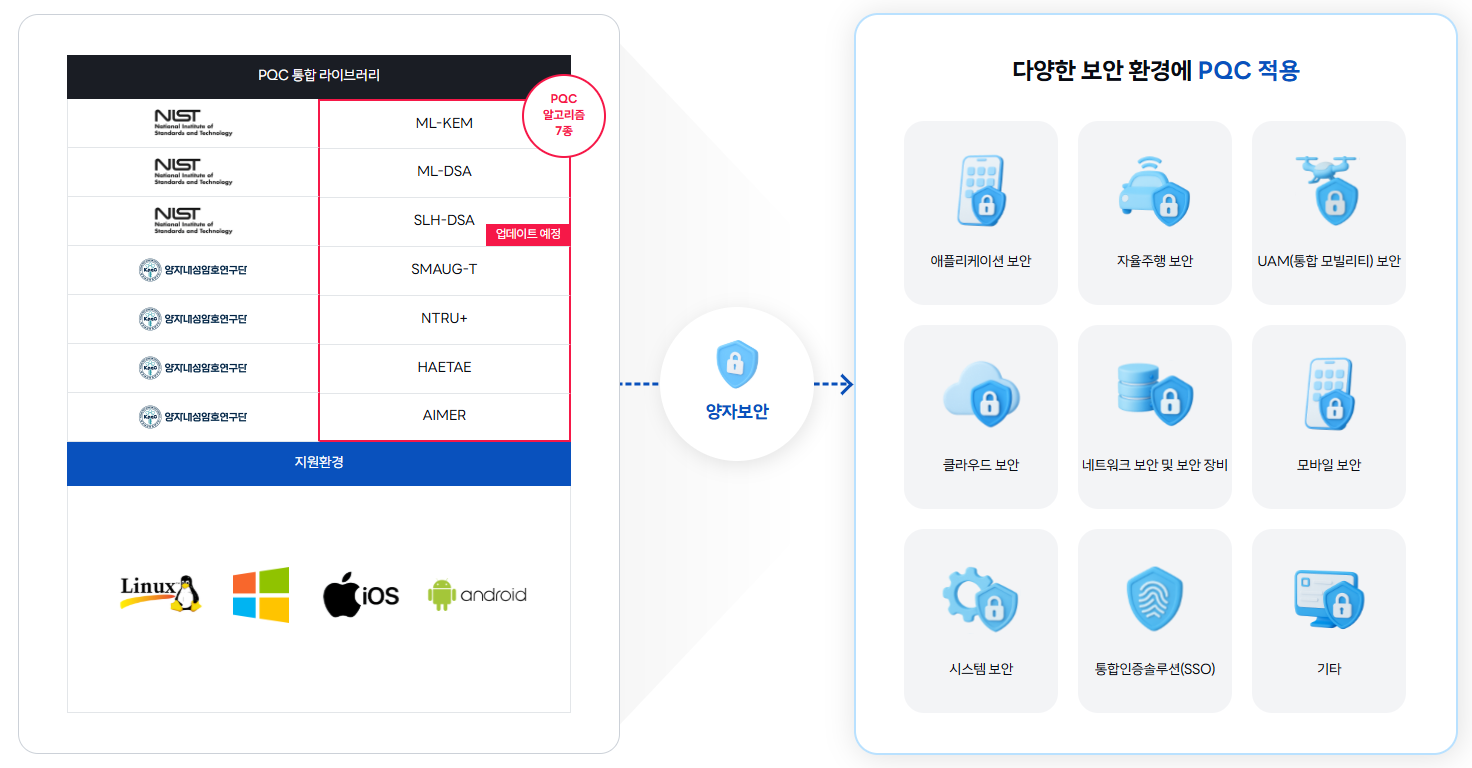 PQC 통합 라이브러리
PQC
알고리즘
7종
NIST
National Institute of
Standards and Technology
ML-KEM
NIST
National Institute of
Standards and Technology
ML-DSA
NIST
National Institute of
Standards and Technology
SLH-DSA
업데이트 예정
양자내성암호연구단
SMAUG-T
양자내성암호연구단
NTRU+
양자내성암호연구단
HAETAE
양자내성암호연구단
AIMER
지원환경
Linux
iOS
android
양자보안
다양한 보안 환경에 PQC 적용
애플리케이션 보안
자율주행 보안
UAM(통합 모빌리티) 보안
클라우드 보안
네트워크 보안 및 보안 장비
모바일 보안
시스템 보안
통합인증솔루션(SSO)
기타